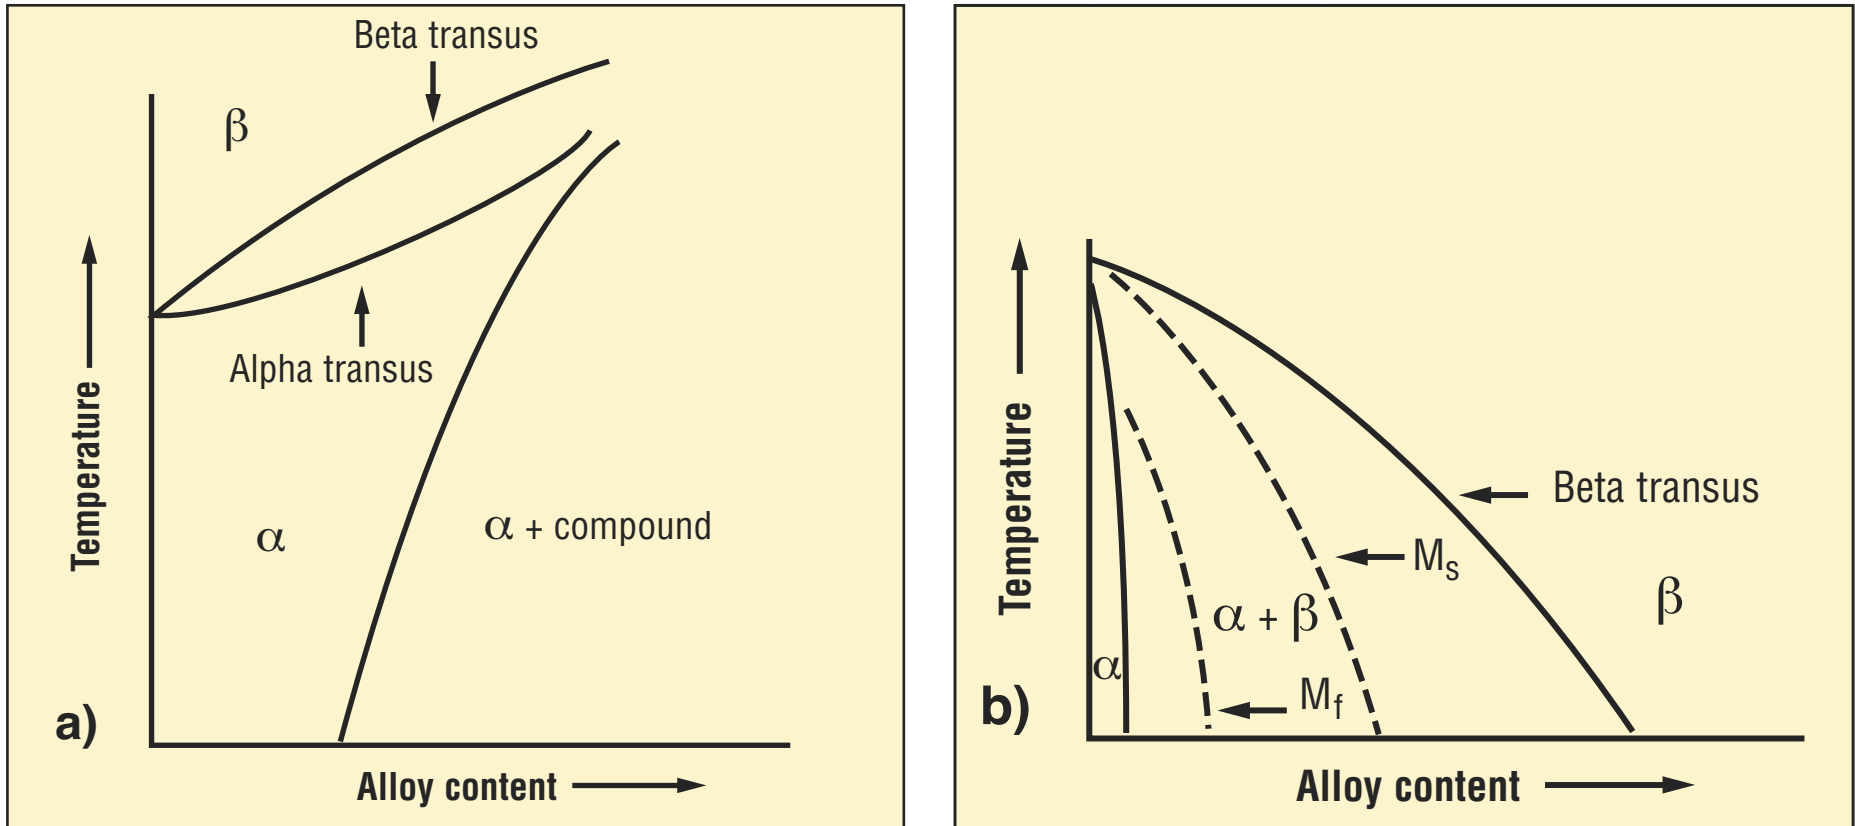 Beta transus
β
Alpha transus
Temperature
α
α + compound
a)
Alloy content
Temperature
Beta transus
Ms
β
α + β
α
Mf
b)
Alloy content